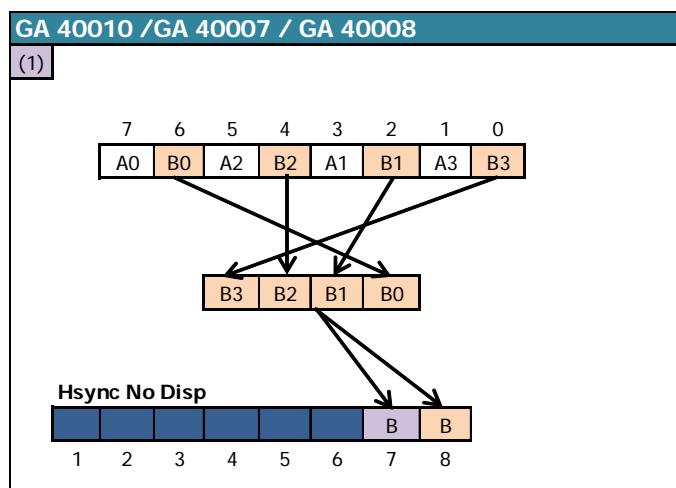 GA 40010 /GA 40007 / GA 40008
(1)
7 6 5 4 3 2 1 0
A0 B0 A2 B2 A1 B1 A3 B3
B3 B2 B1 B0
Hsync No Disp
B B
1 2 3 4 5 6 7 8